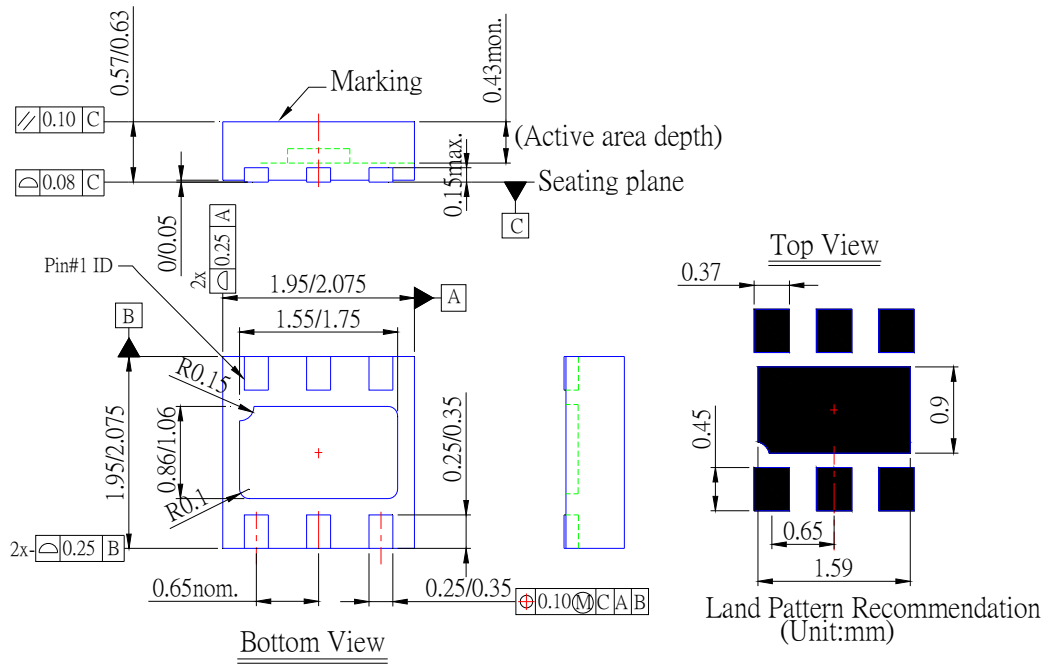 0.57/0.63
Marking
0.43mon.
// 0.10 C
(Active area depth)
0.15max.
⌓ 0.08 C
Seating plane
C
0/0.05
2x ⌓ 0.25 A
Pin#1 ID
1.95/2.075
A
B
1.55/1.75
R0.15
1.95/2.075
0.86/1.06
R0.1
0.25/0.35
2x-⌓ 0.25 B
0.65nom.
0.25/0.35
⌖ 0.10 Ⓜ C A B
Bottom View
Top View
0.37
0.9
0.45
0.65
1.59
Land Pattern Recommendation
(Unit:mm)